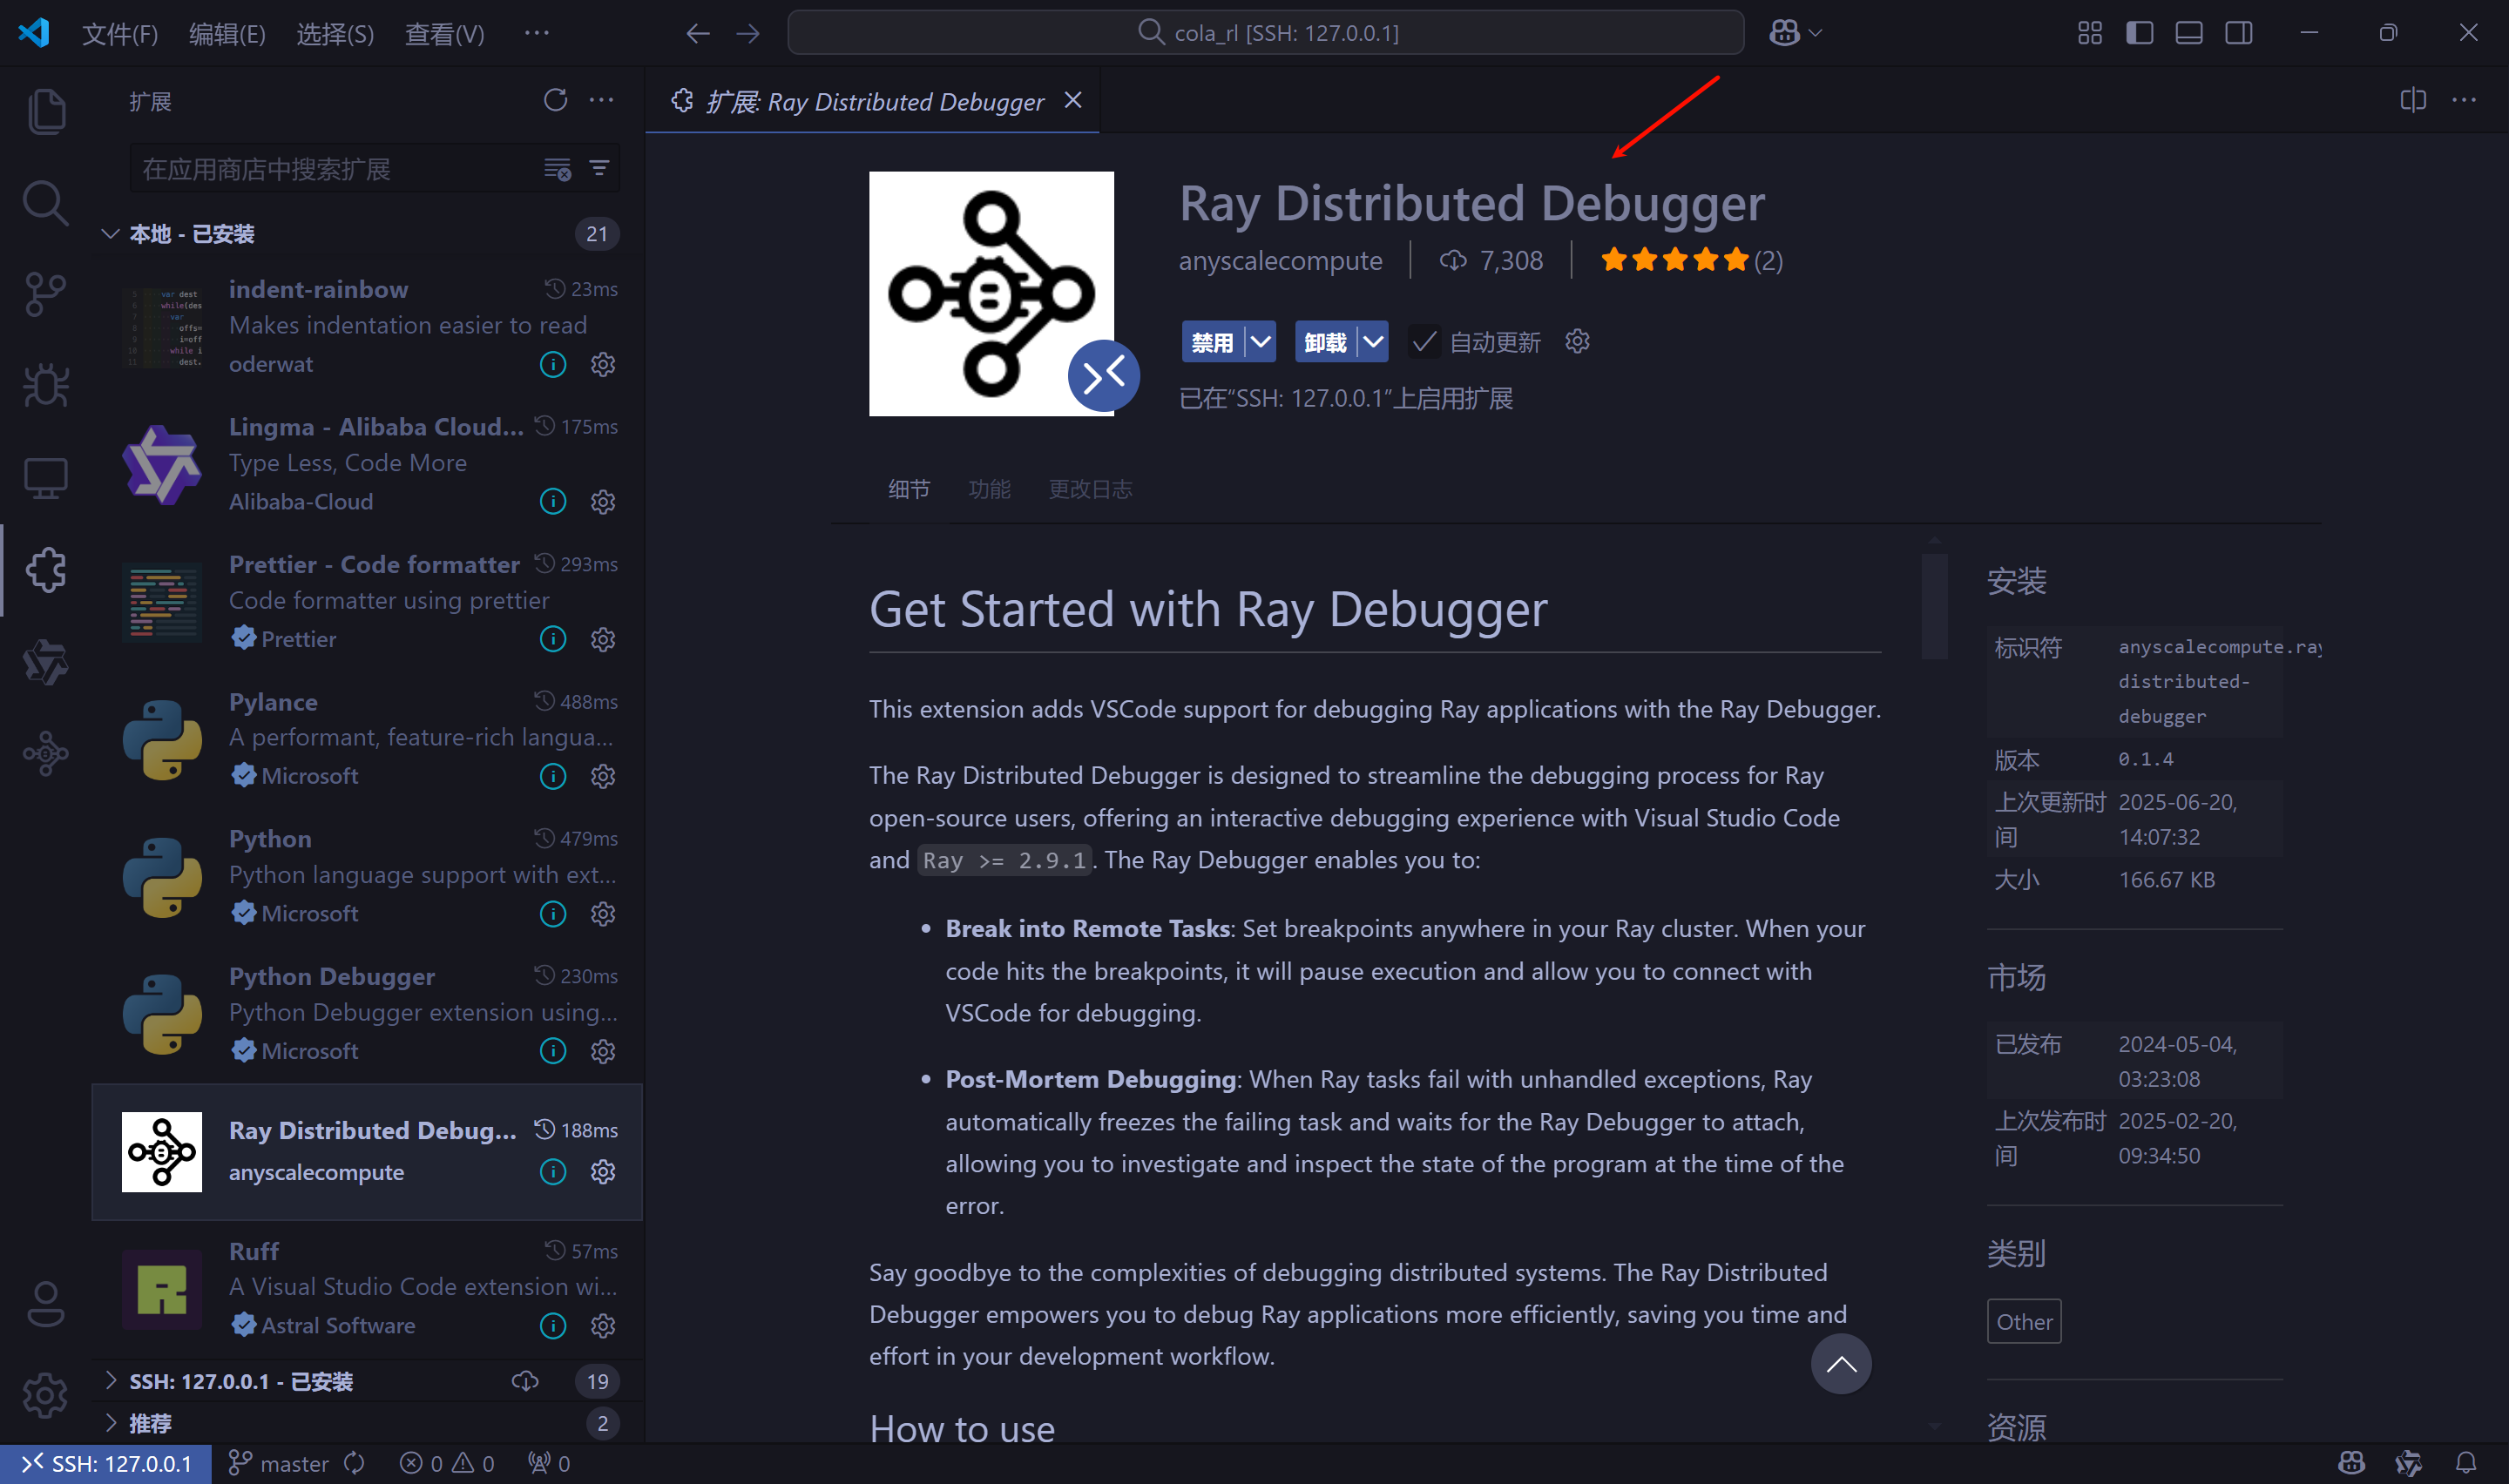 文件(F) 编辑(E) 选择(S) 查看(V) ···
cola_rl [SSH: 127.0.0.1]
扩展
在应用商店中搜索扩展
本地 - 已安装 21
indent-rainbow 23ms
Makes indentation easier to read
oderwat
Lingma - Alibaba Cloud... 175ms
Type Less, Code More
Alibaba-Cloud
Prettier - Code formatter 293ms
Code formatter using prettier
Prettier
Pylance 488ms
A performant, feature-rich langua...
Microsoft
Python 479ms
Python language support with ext...
Microsoft
Python Debugger 230ms
Python Debugger extension using...
Microsoft
Ray Distributed Debug... 188ms
anyscalecompute
Ruff 57ms
A Visual Studio Code extension wi...
Astral Software
SSH: 127.0.0.1 - 已安装 19
推荐 2
扩展: Ray Distributed Debugger
Ray Distributed Debugger
anyscalecompute 7,308 (2)
禁用 卸载 自动更新
已在“SSH: 127.0.0.1”上启用扩展
细节 功能 更改日志
Get Started with Ray Debugger
This extension adds VSCode support for debugging Ray applications with the Ray Debugger.
The Ray Distributed Debugger is designed to streamline the debugging process for Ray
open-source users, offering an interactive debugging experience with Visual Studio Code
and Ray >= 2.9.1. The Ray Debugger enables you to:
• Break into Remote Tasks: Set breakpoints anywhere in your Ray cluster. When your
code hits the breakpoints, it will pause execution and allow you to connect with
VSCode for debugging.
• Post-Mortem Debugging: When Ray tasks fail with unhandled exceptions, Ray
automatically freezes the failing task and waits for the Ray Debugger to attach,
allowing you to investigate and inspect the state of the program at the time of the
error.
Say goodbye to the complexities of debugging distributed systems. The Ray Distributed
Debugger empowers you to debug Ray applications more efficiently, saving you time and
effort in your development workflow.
How to use
安装
标识符 anyscalecompute.ray
distributed-
debugger
版本 0.1.4
上次更新时 2025-06-20,
间 14:07:32
大小 166.67 KB
市场
已发布 2024-05-04,
03:23:08
上次发布时 2025-02-20,
间 09:34:50
类别
Other
资源
SSH: 127.0.0.1 master 0 0 0